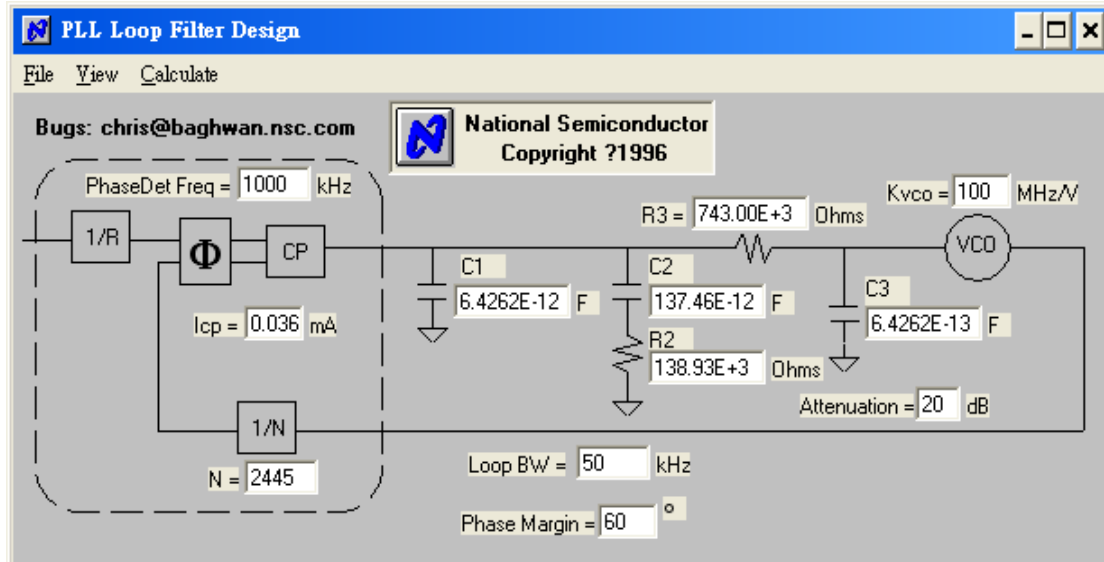 PLL Loop Filter Design
File View Calculate
Bugs: chris@baghwan.nsc.com
National Semiconductor
Copyright ?1996
PhaseDet Freq = 1000 kHz
Kvco = 100 MHz/V
R3 = 743.00E+3 Ohms
1/R
Φ
CP
VCO
C1
6.4262E-12 F
C2
137.46E-12 F
C3
6.4262E-13 F
Icp = 0.036 mA
R2
138.93E+3 Ohms
Attenuation = 20 dB
1/N
N = 2445
Loop BW = 50 kHz
Phase Margin = 60 °